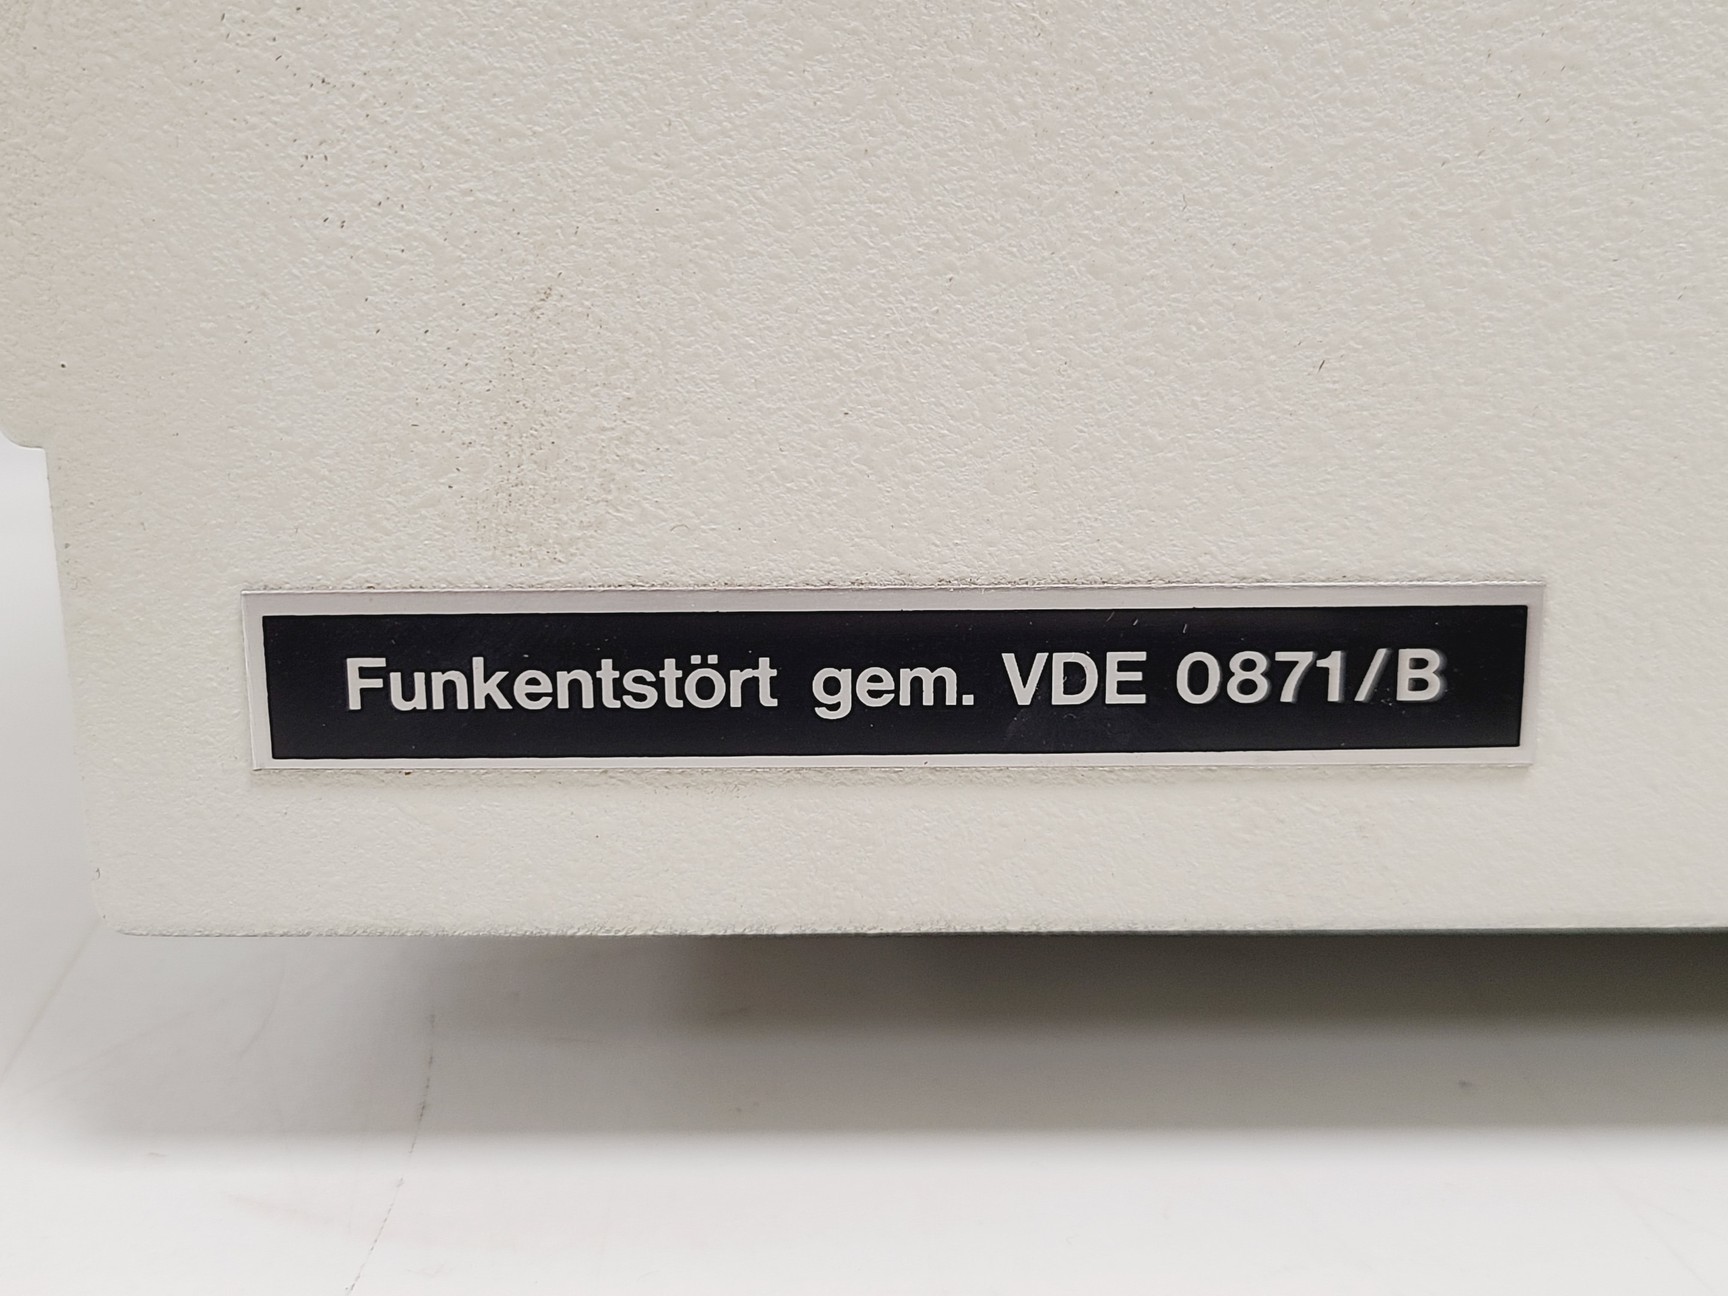 Funkentstört gem. VDE 0871/B